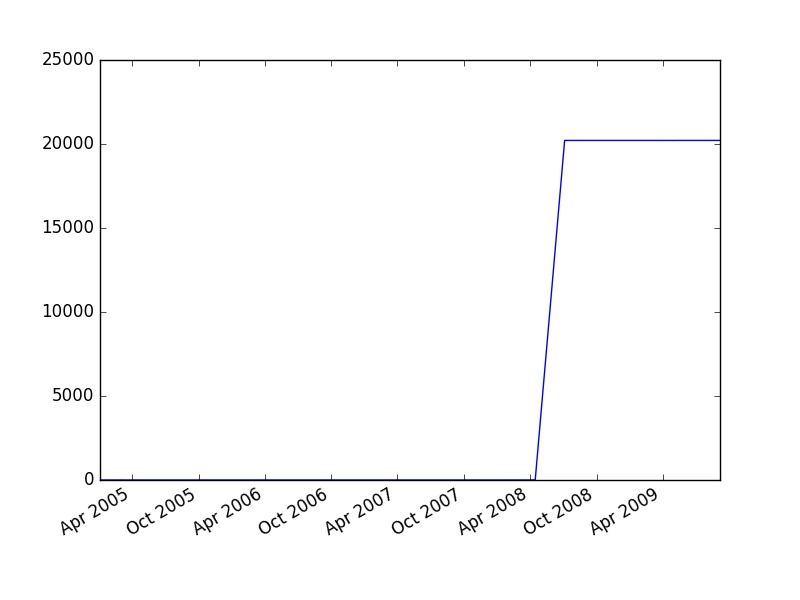 25000
20000
15000
10000
5000
0
Apr 2005
Oct 2005
Apr 2006
Oct 2006
Apr 2007
Oct 2007
Apr 2008
Oct 2008
Apr 2009